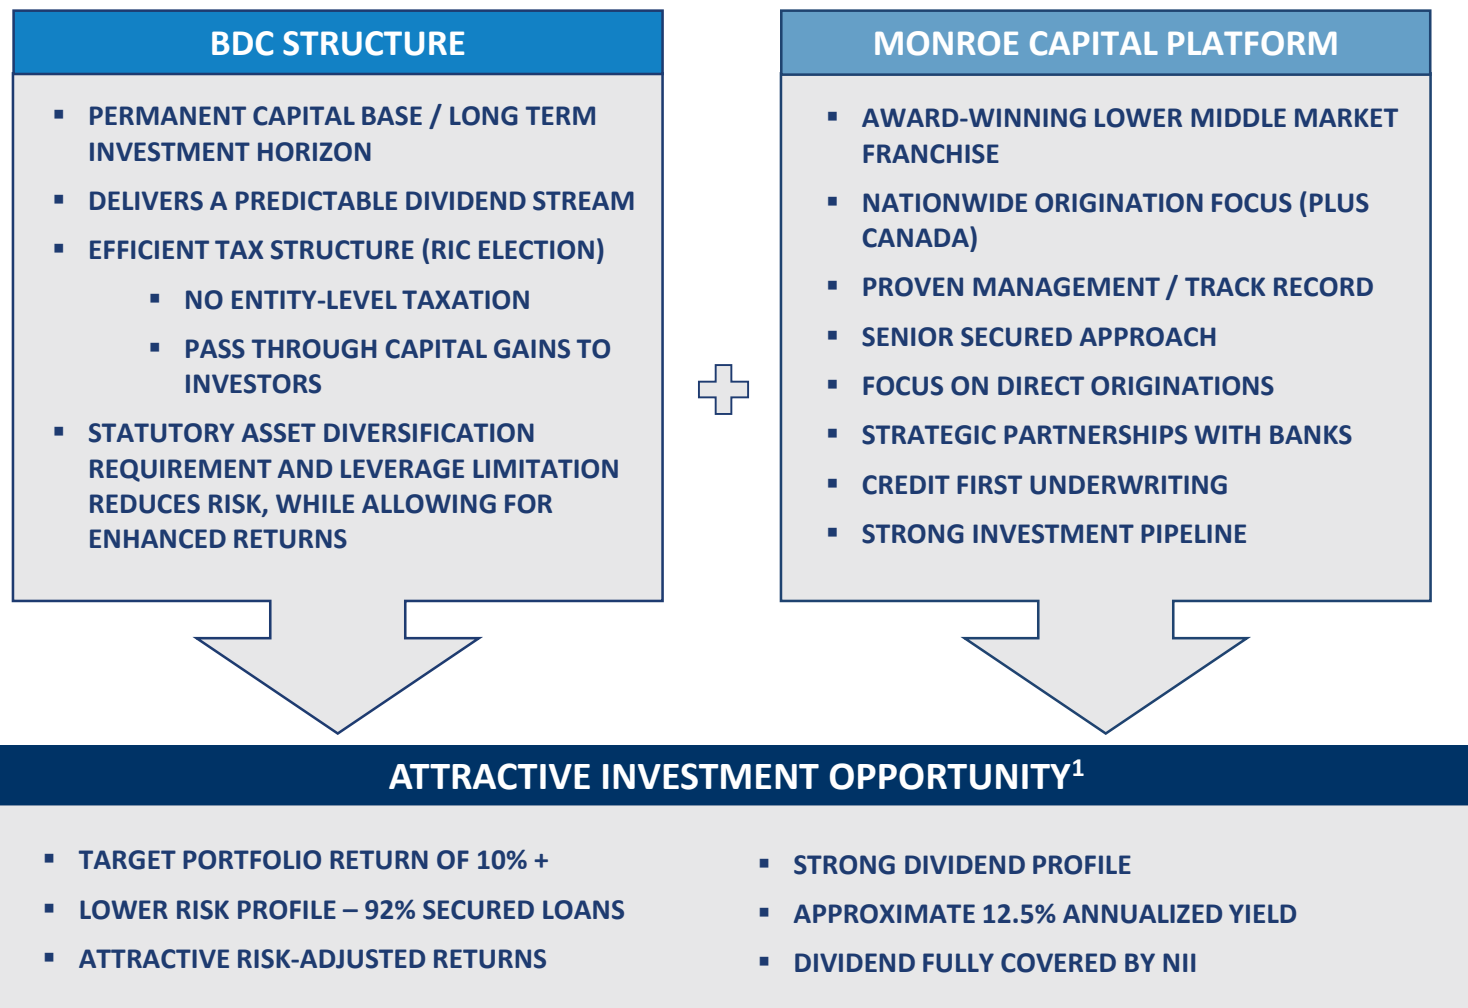 BDC STRUCTURE
▪ PERMANENT CAPITAL BASE / LONG TERM
INVESTMENT HORIZON
▪ DELIVERS A PREDICTABLE DIVIDEND STREAM
▪ EFFICIENT TAX STRUCTURE (RIC ELECTION)
▪ NO ENTITY-LEVEL TAXATION
▪ PASS THROUGH CAPITAL GAINS TO
INVESTORS
▪ STATUTORY ASSET DIVERSIFICATION
REQUIREMENT AND LEVERAGE LIMITATION
REDUCES RISK, WHILE ALLOWING FOR
ENHANCED RETURNS
MONROE CAPITAL PLATFORM
▪ AWARD-WINNING LOWER MIDDLE MARKET
FRANCHISE
▪ NATIONWIDE ORIGINATION FOCUS (PLUS
CANADA)
▪ PROVEN MANAGEMENT / TRACK RECORD
▪ SENIOR SECURED APPROACH
▪ FOCUS ON DIRECT ORIGINATIONS
▪ STRATEGIC PARTNERSHIPS WITH BANKS
▪ CREDIT FIRST UNDERWRITING
▪ STRONG INVESTMENT PIPELINE
ATTRACTIVE INVESTMENT OPPORTUNITY¹
▪ TARGET PORTFOLIO RETURN OF 10% +
▪ LOWER RISK PROFILE – 92% SECURED LOANS
▪ ATTRACTIVE RISK-ADJUSTED RETURNS
▪ STRONG DIVIDEND PROFILE
▪ APPROXIMATE 12.5% ANNUALIZED YIELD
▪ DIVIDEND FULLY COVERED BY NII